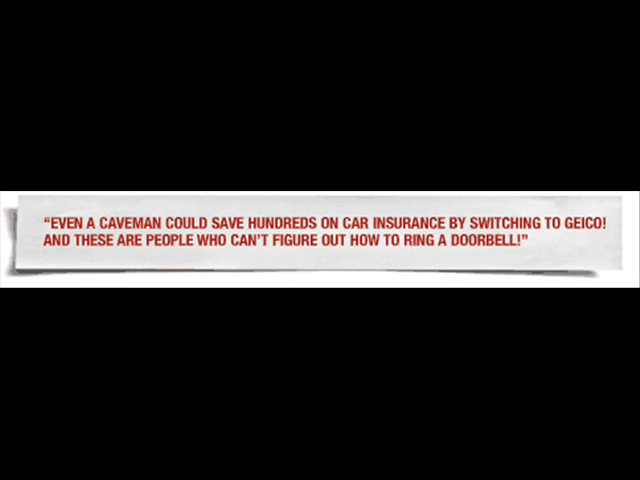 “EVEN A CAVEMAN COULD SAVE HUNDREDS ON CAR INSURANCE BY SWITCHING TO GEICO!
AND THESE ARE PEOPLE WHO CAN’T FIGURE OUT HOW TO RING A DOORBELL!”